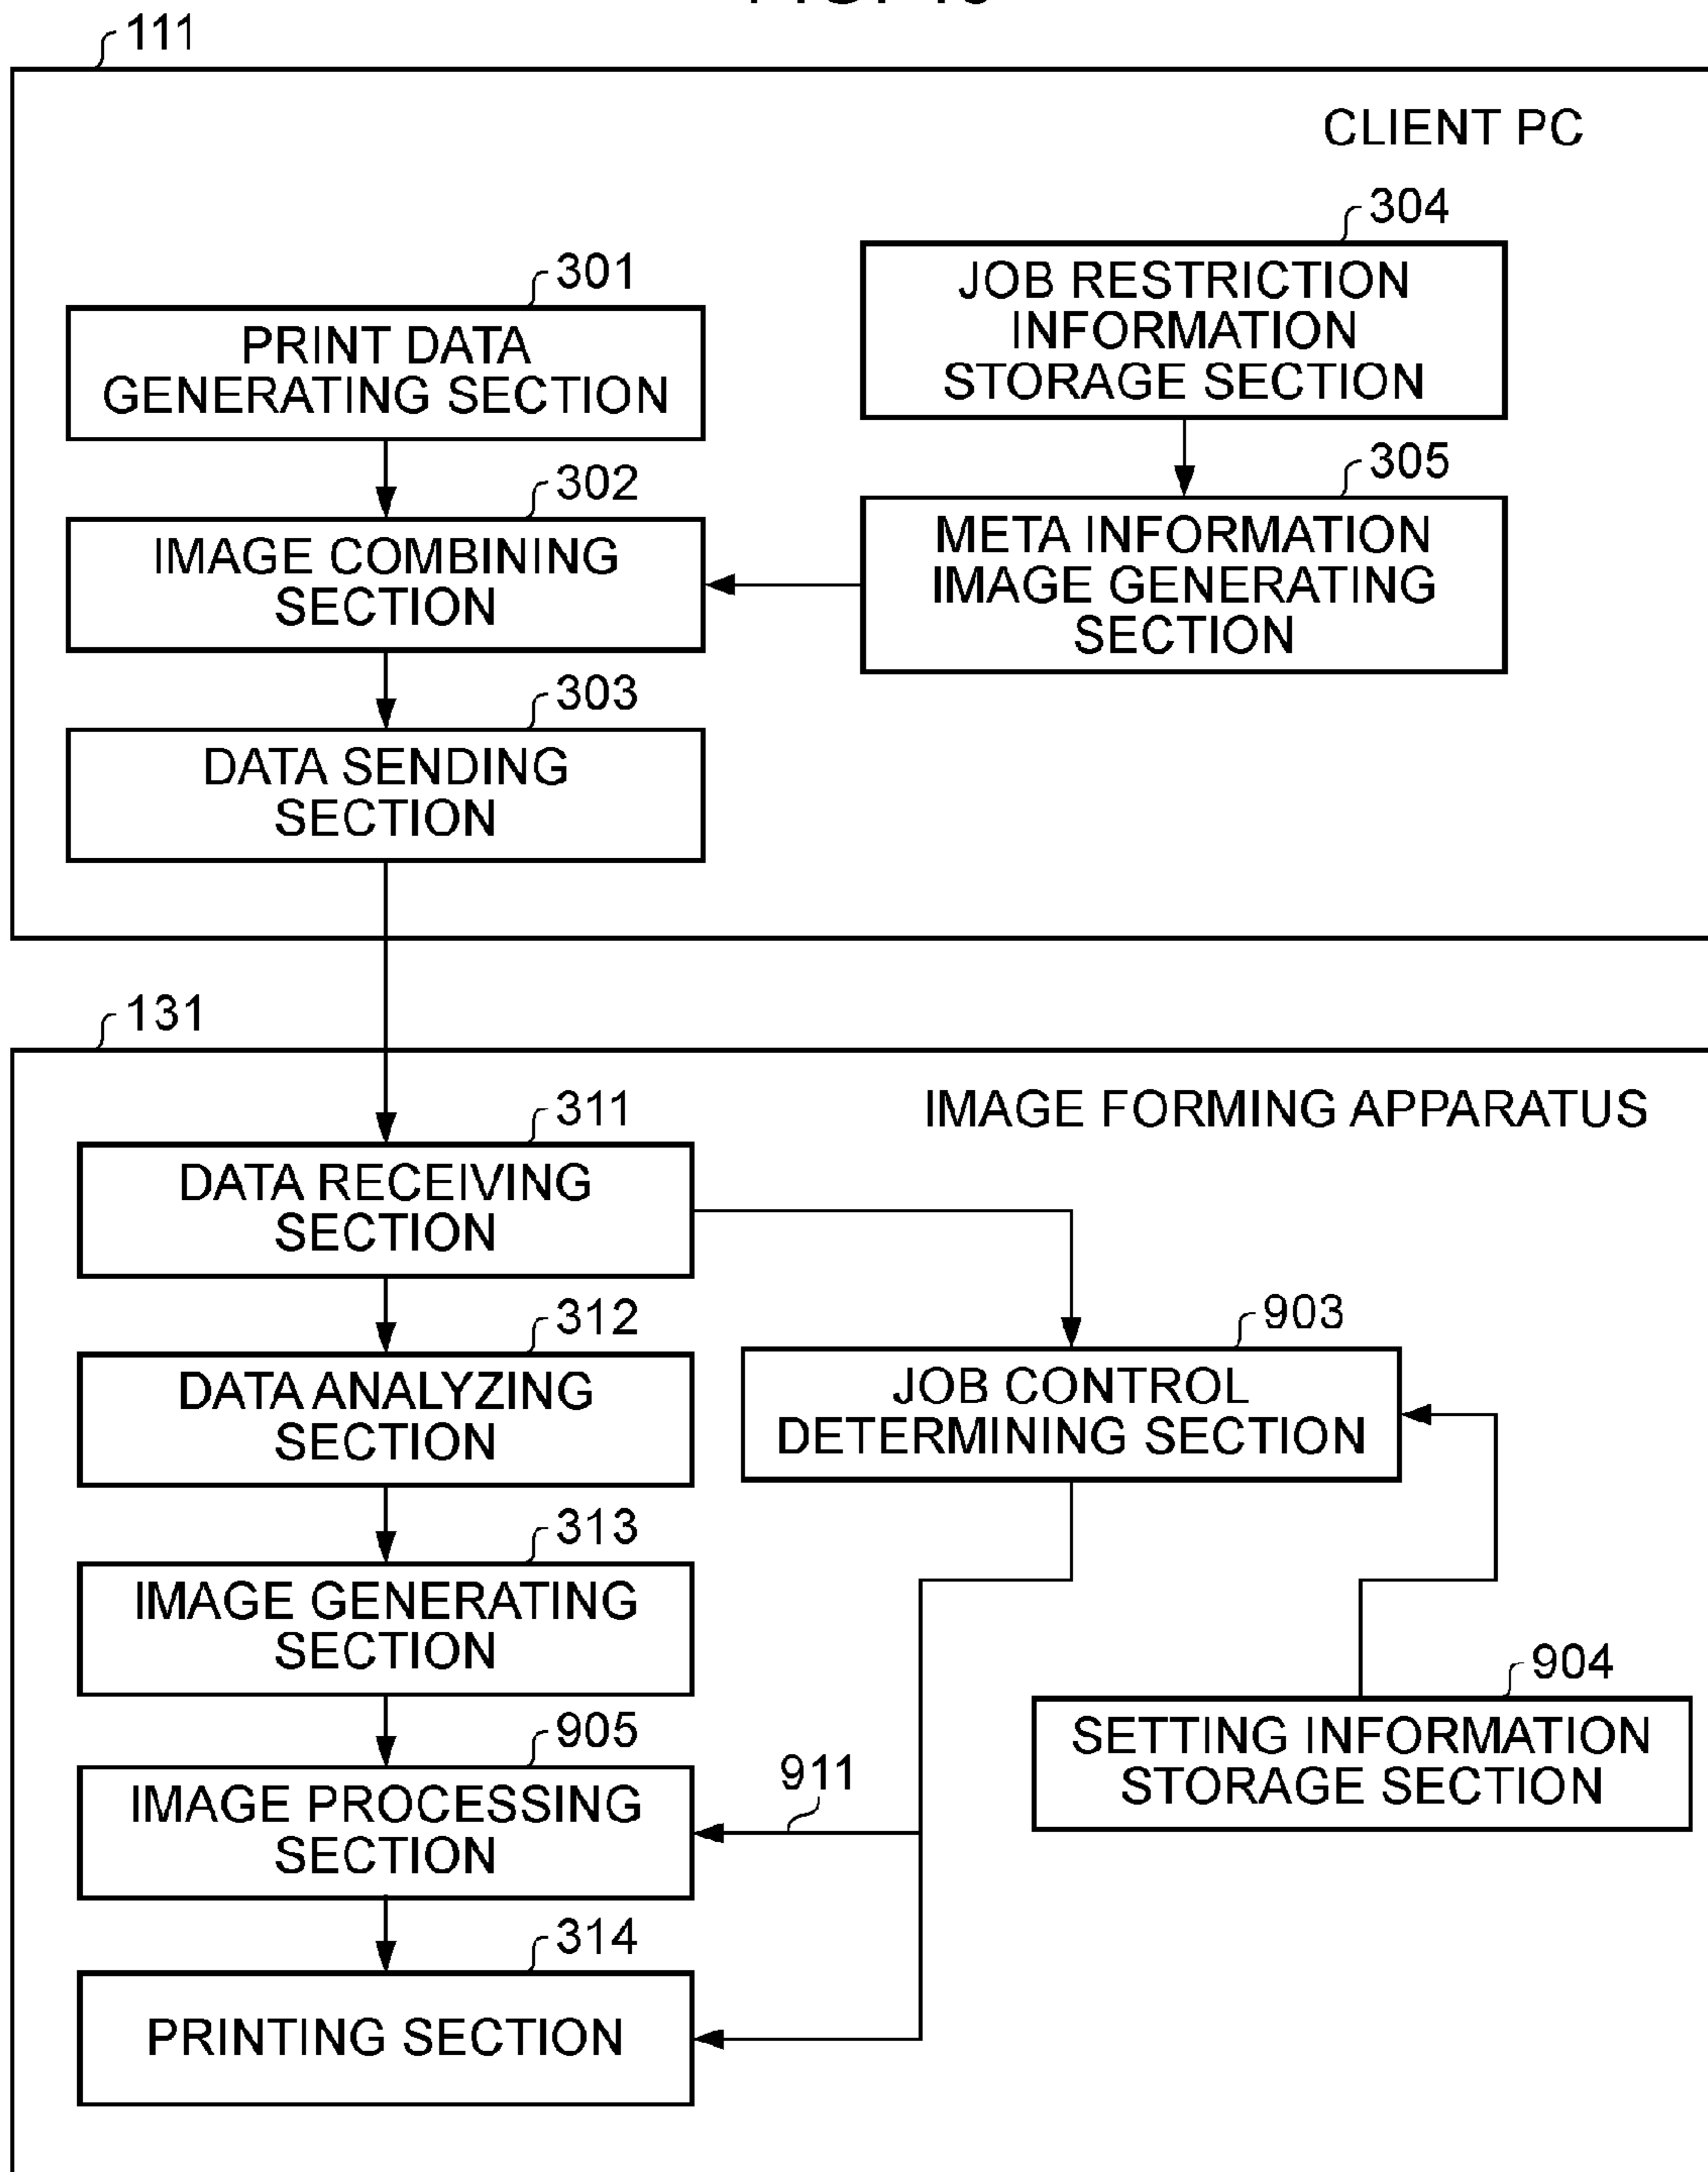 111
CLIENT PC
304
JOB RESTRICTION
INFORMATION
STORAGE SECTION
301
PRINT DATA
GENERATING SECTION
305
META INFORMATION
IMAGE GENERATING
SECTION
302
IMAGE COMBINING
SECTION
303
DATA SENDING
SECTION
131
IMAGE FORMING APPARATUS
311
DATA RECEIVING
SECTION
312
DATA ANALYZING
SECTION
903
JOB CONTROL
DETERMINING SECTION
313
IMAGE GENERATING
SECTION
904
SETTING INFORMATION
STORAGE SECTION
905
IMAGE PROCESSING
SECTION
911
314
PRINTING SECTION